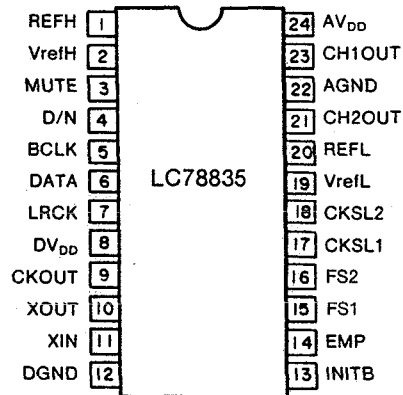 REFH 1 24 AV_DD
VrefH 2 23 CH1OUT
MUTE 3 22 AGND
D/N 4 21 CH2OUT
BCLK 5 20 REFL
DATA 6 LC78835 19 VrefL
LRCK 7 18 CKSL2
DV_DD 8 17 CKSL1
CKOUT 9 16 FS2
XOUT 10 15 FS1
XIN 11 14 EMP
DGND 12 13 INITB